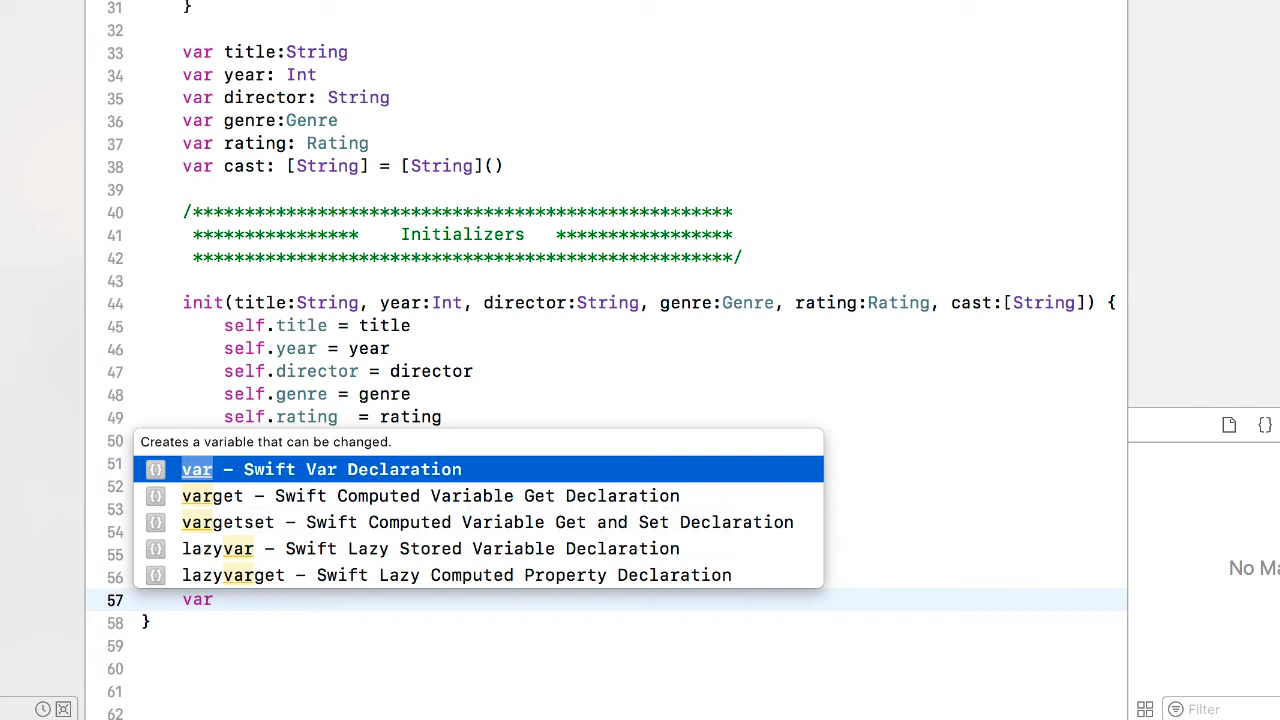 31 }
32
33 var title:String
34 var year: Int
35 var director: String
36 var genre:Genre
37 var rating: Rating
38 var cast: [String] = [String]()
39
40 /****************************************************
41 **************** Initializers *****************
42 ****************************************************/
43
44 init(title:String, year:Int, director:String, genre:Genre, rating:Rating, cast:[String]) {
45 self.title = title
46 self.year = year
47 self.director = director
48 self.genre = genre
49 self.rating = rating
50 Creates a variable that can be changed.
51 {} var – Swift Var Declaration
52 {} varget – Swift Computed Variable Get Declaration
53
54 {} vargetset – Swift Computed Variable Get and Set Declaration
55 {} lazyvar – Swift Lazy Stored Variable Declaration
56 {} lazyvarget – Swift Lazy Computed Property Declaration
57 var
58 }
59
60
61
62
{}
No Ma
Filter